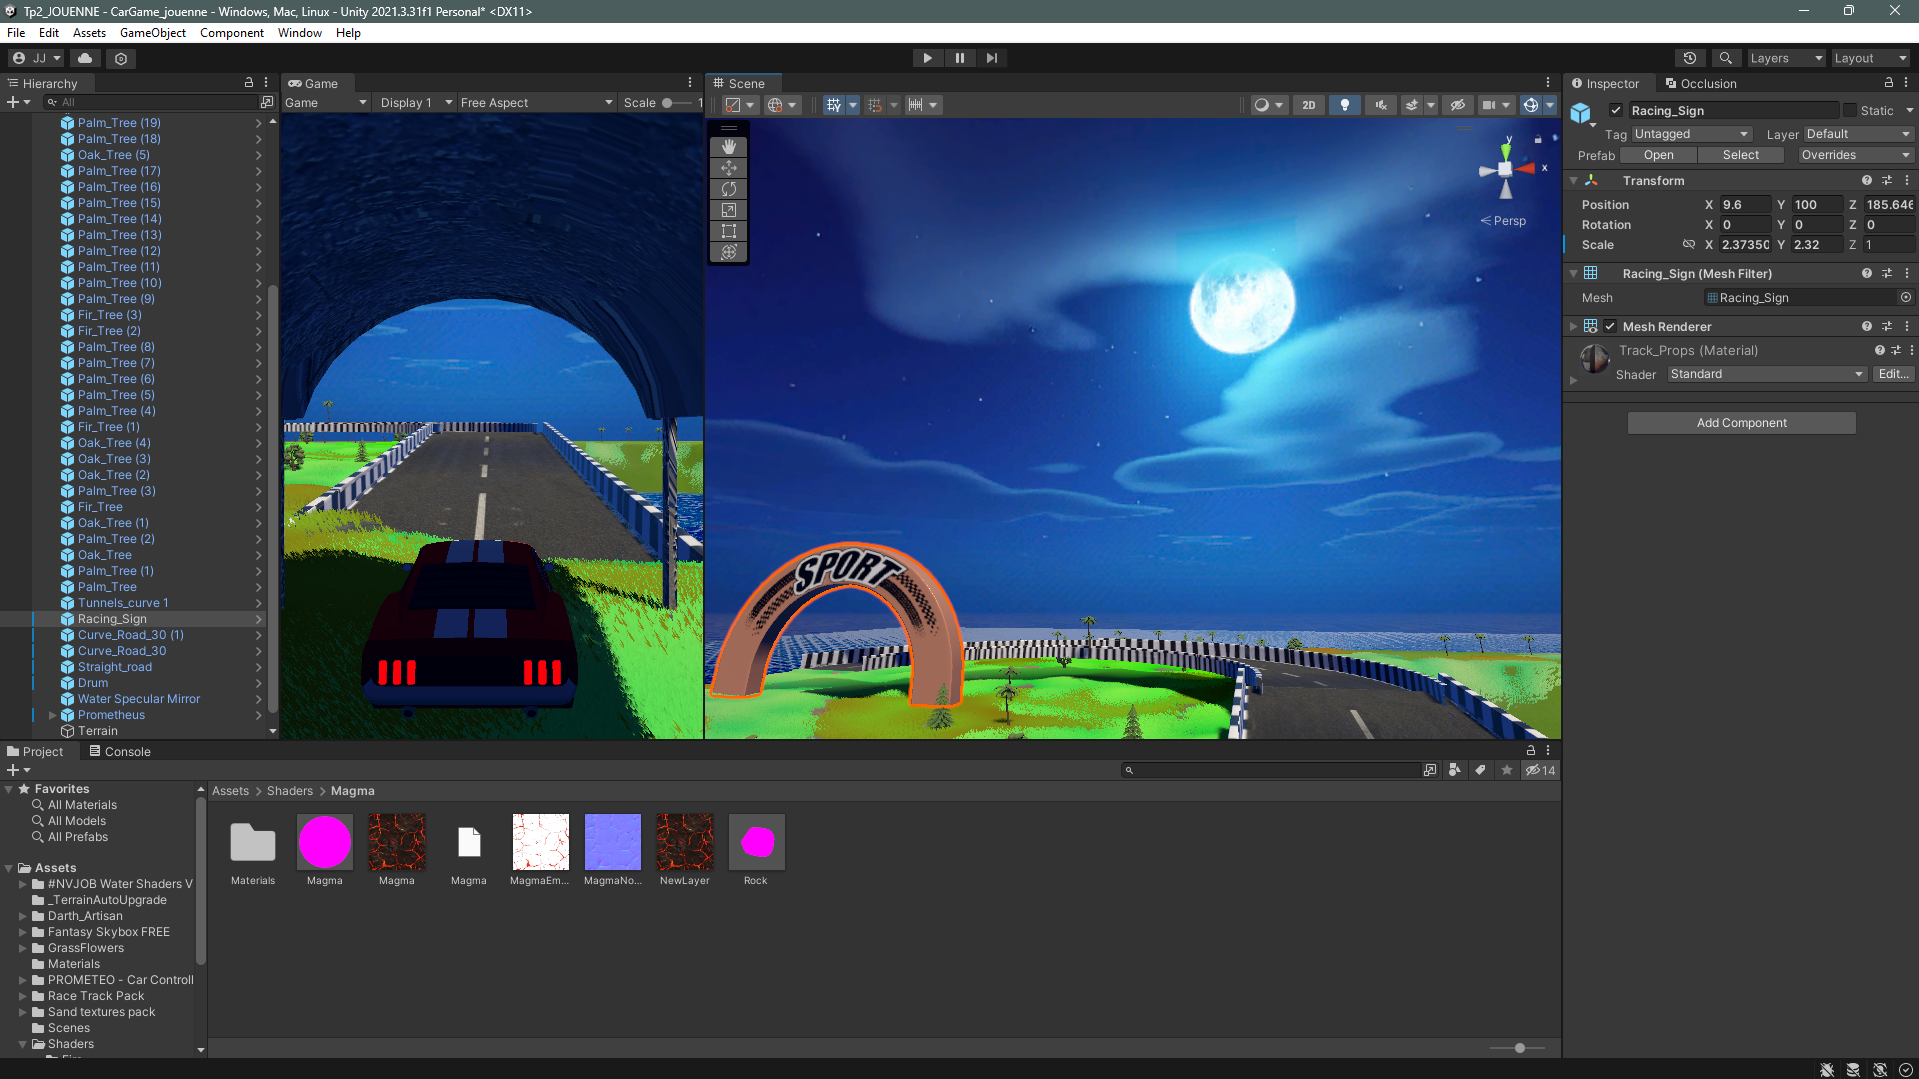 Tp2_JOUENNE - CarGame_jouenne - Windows, Mac, Linux - Unity 2021.3.31f1 Personal* <DX11>
File Edit Assets GameObject Component Window Help
JJ
Layers Layout
Hierarchy
All
Palm_Tree (19)
Palm_Tree (18)
Oak_Tree (5)
Palm_Tree (17)
Palm_Tree (16)
Palm_Tree (15)
Palm_Tree (14)
Palm_Tree (13)
Palm_Tree (12)
Palm_Tree (11)
Palm_Tree (10)
Palm_Tree (9)
Fir_Tree (3)
Fir_Tree (2)
Palm_Tree (8)
Palm_Tree (7)
Palm_Tree (6)
Palm_Tree (5)
Palm_Tree (4)
Fir_Tree (1)
Oak_Tree (4)
Oak_Tree (3)
Oak_Tree (2)
Palm_Tree (3)
Fir_Tree
Oak_Tree (1)
Palm_Tree (2)
Oak_Tree
Palm_Tree (1)
Palm_Tree
Tunnels_curve 1
Racing_Sign
Curve_Road_30 (1)
Curve_Road_30
Straight_road
Drum
Water Specular Mirror
Prometheus
Terrain
Game
Game Display 1 Free Aspect Scale 1
Scene
2D
y
x
Persp
SPORT
Inspector Occlusion
Racing_Sign Static
Tag Untagged Layer Default
Prefab Open Select Overrides
Transform
Position X 9.6 Y 100 Z 185.646
Rotation X 0 Y 0 Z 0
Scale X 2.3735 Y 2.32 Z 1
Racing_Sign (Mesh Filter)
Mesh Racing_Sign
Mesh Renderer
Track_Props (Material)
Shader Standard Edit...
Add Component
Project Console
14
Favorites
All Materials
All Models
All Prefabs
Assets
#NVJOB Water Shaders V
_TerrainAutoUpgrade
Darth_Artisan
Fantasy Skybox FREE
GrassFlowers
Materials
PROMETEO - Car Controll
Race Track Pack
Sand textures pack
Scenes
Shaders
Assets > Shaders > Magma
Materials
Magma
Magma
Magma
MagmaEm...
MagmaNo...
NewLayer
Rock